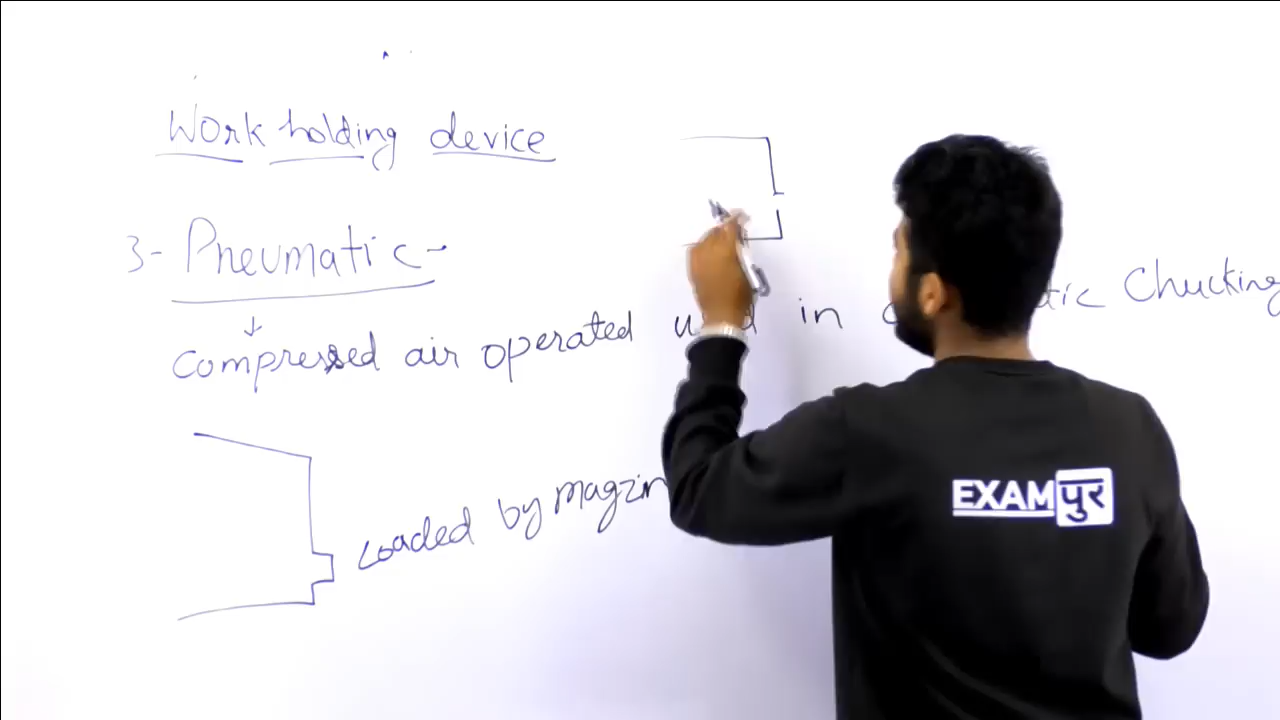 Work holding device
3- Pneumatic-
compressed air operated in Chucking
Loaded by
EXAMपुर